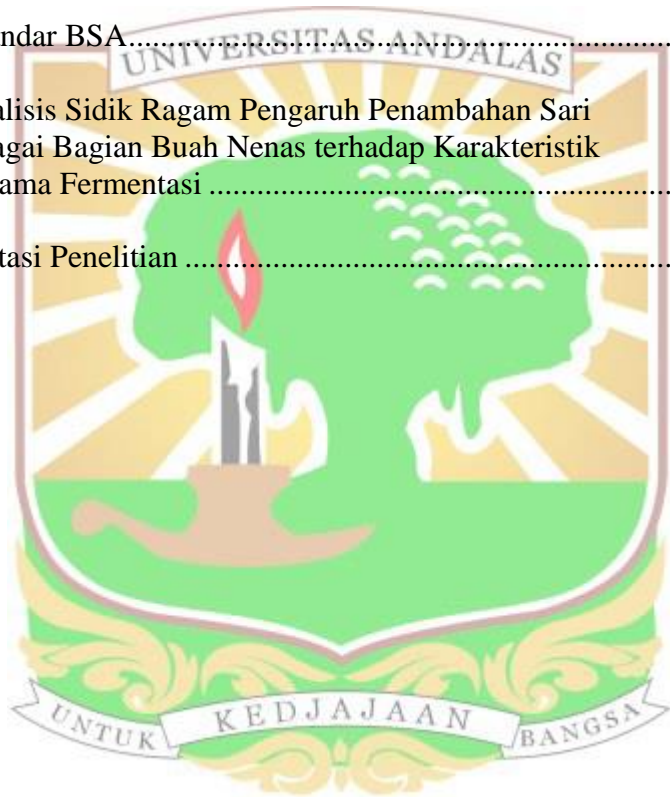 ndar BSA
UNIVERSITAS ANDALAS
alisis Sidik Ragam Pengaruh Penambahan Sari
agai Bagian Buah Nenas terhadap Karakteristik
ama Fermentasi
tasi Penelitian
UNTUK KEDJAJAAN BANGSA